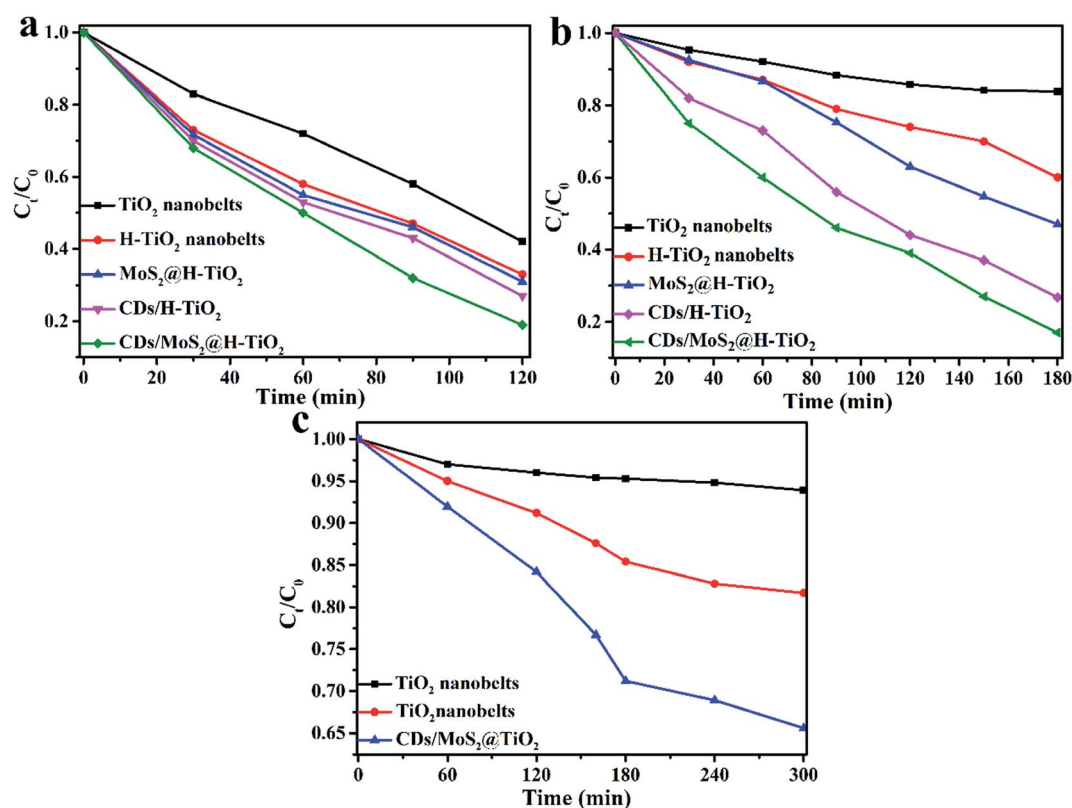 a
C_t/C_0
1.0
0.8
0.6
0.4
0.2
TiO₂ nanobelts
H-TiO₂ nanobelts
MoS₂@H-TiO₂
CDs/H-TiO₂
CDs/MoS₂@H-TiO₂
0 20 40 60 80 100 120
Time (min)
b
C_t/C_0
1.0
0.8
0.6
0.4
0.2
TiO₂ nanobelts
H-TiO₂ nanobelts
MoS₂@H-TiO₂
CDs/H-TiO₂
CDs/MoS₂@H-TiO₂
0 20 40 60 80 100 120 140 160 180
Time (min)
c
C_t/C_0
1.00
0.95
0.90
0.85
0.80
0.75
0.70
0.65
TiO₂ nanobelts
TiO₂nanobelts
CDs/MoS₂@TiO₂
0 60 120 180 240 300
Time (min)